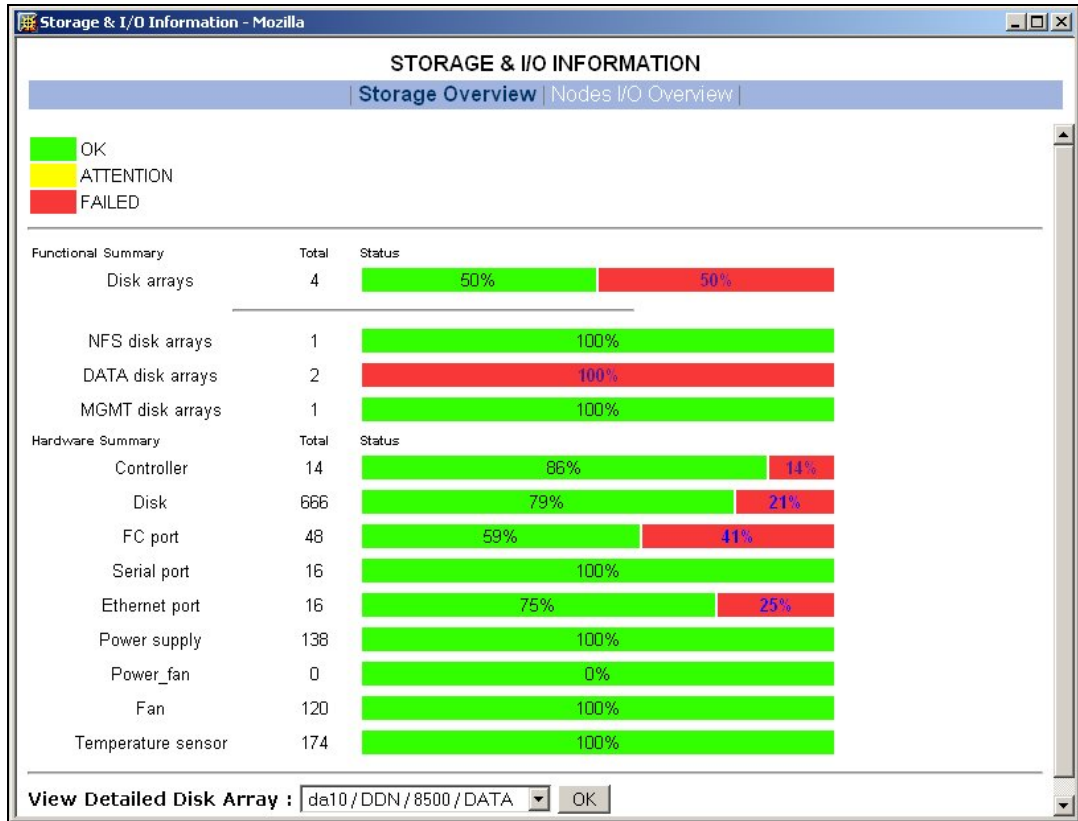 Storage & I/O Information - Mozilla
STORAGE & I/O INFORMATION
| Storage Overview | Nodes I/O Overview |
OK
ATTENTION
FAILED
Functional Summary Total Status
Disk arrays 4 50% 50%
NFS disk arrays 1 100%
DATA disk arrays 2 100%
MGMT disk arrays 1 100%
Hardware Summary Total Status
Controller 14 86% 14%
Disk 666 79% 21%
FC port 48 59% 41%
Serial port 16 100%
Ethernet port 16 75% 25%
Power supply 138 100%
Power_fan 0 0%
Fan 120 100%
Temperature sensor 174 100%
View Detailed Disk Array : da10 / DDN / 8500 / DATA OK